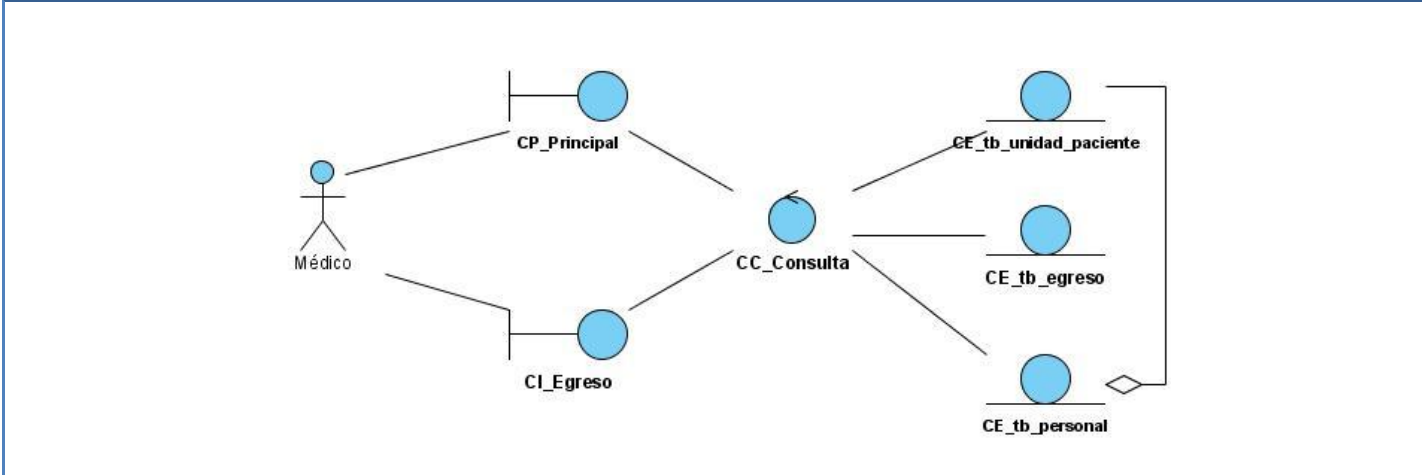 CP_Principal
CE_tb_unidad_paciente
Médico
CC_Consulta
CE_tb_egreso
CI_Egreso
CE_tb_personal